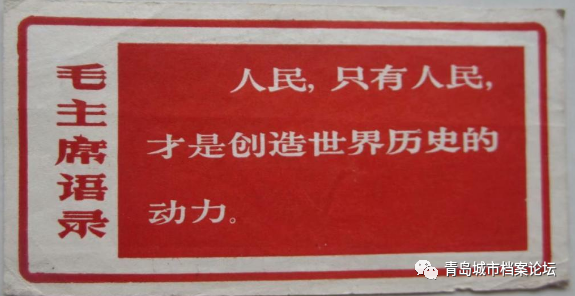 毛主席语录
人民，只有人民，
才是创造世界历史的
动力。
青岛城市档案论坛